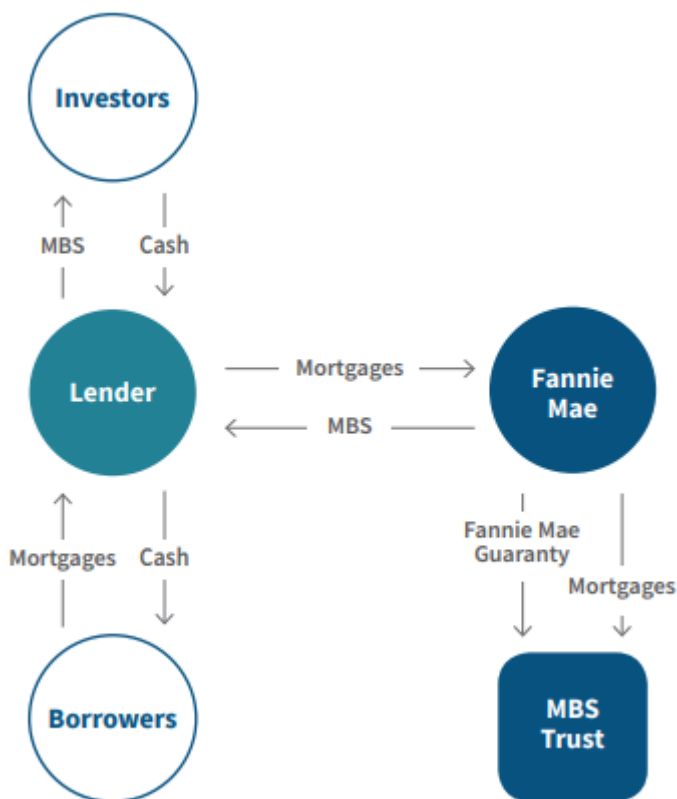 Investors
MBS
Cash
Lender
Mortgages
Fannie
Mae
MBS
Mortgages
Cash
Fannie Mae
Guaranty
Mortgages
Borrowers
MBS
Trust